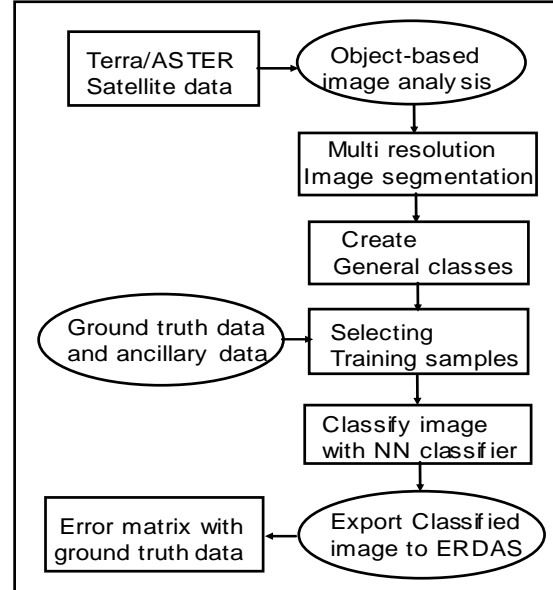 Terra/ASTER
Satellite data
Object-based
image analysis
Multi resolution
Image segmentation
Create
General classes
Ground truth data
and ancillary data
Selecting
Training samples
Classify image
with NN classifier
Error matrix with
ground truth data
Export Classified
image to ERDAS